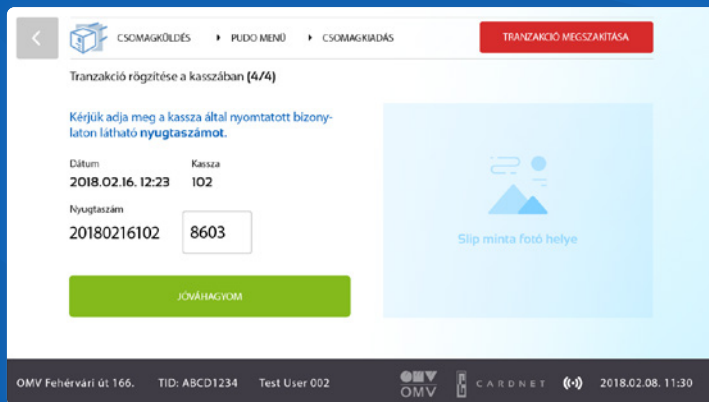 CSOMAGKÜLDÉS PUDO MENÜ CSOMAGKIADÁS
TRANZAKCIÓ MEGSZAKÍTÁSA
Tranzakció rögzítése a kasszában (4/4)
Kérjük adja meg a kassza által nyomtatott bizony-
laton látható nyugtaszámot.
Dátum Kassza
2018.02.16. 12:23 102
Nyugtaszám
20180216102 8603
Slip minta fotó helye
JÓVÁHAGYOM
OMV Fehérvári út 166. TID: ABCD1234 Test User 002 OMV CARDNET 2018.02.08. 11:30